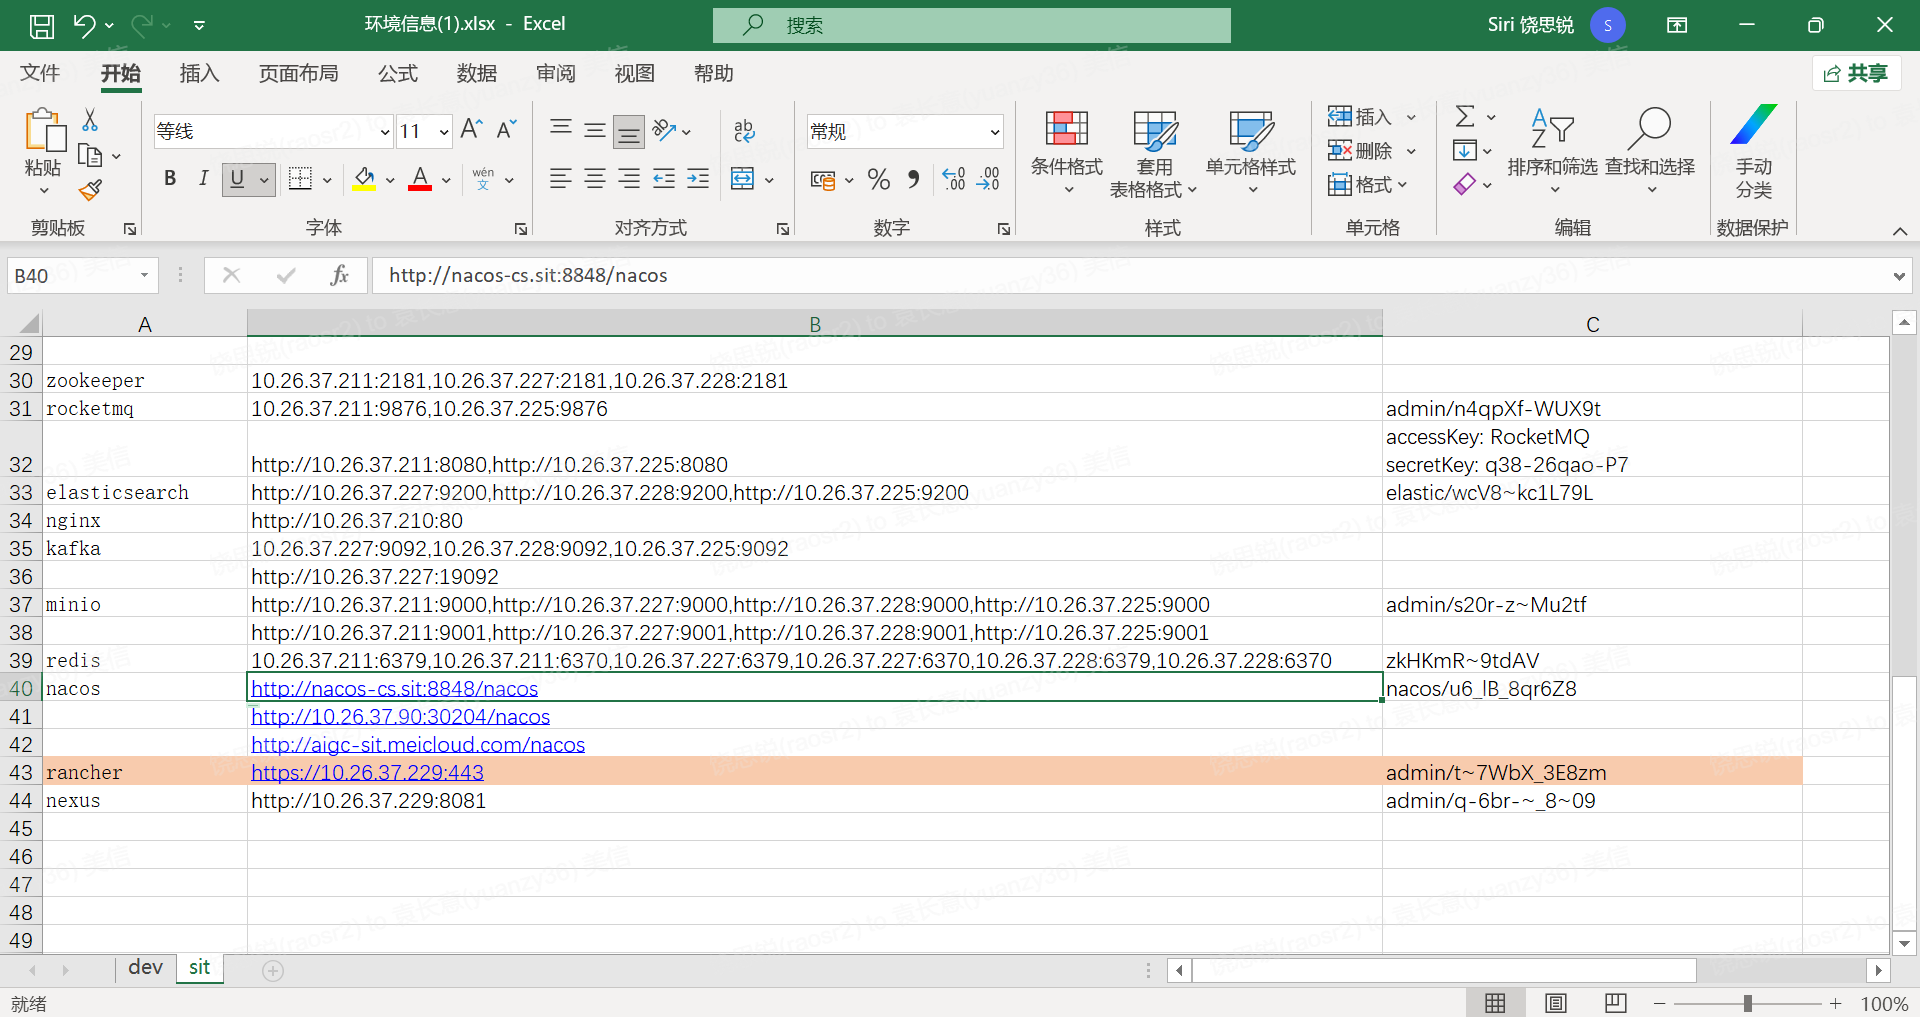 环境信息(1).xlsx - Excel
搜索
Siri 饶思锐
S
文件 开始 插入 页面布局 公式 数据 审阅 视图 帮助
共享
粘贴
剪贴板
等线
11
B I U
wén
文
字体
ab
对齐方式
常规
数字
条件格式
套用
表格格式
单元格样式
样式
插入
删除
格式
单元格
排序和筛选
查找和选择
编辑
手动
分类
数据保护
B40
fx
http://nacos-cs.sit:8848/nacos
A B C
29
30 zookeeper 10.26.37.211:2181,10.26.37.227:2181,10.26.37.228:2181
31 rocketmq 10.26.37.211:9876,10.26.37.225:9876 admin/n4qpXf-WUX9t
accessKey: RocketMQ
32 http://10.26.37.211:8080,http://10.26.37.225:8080 secretKey: q38-26qao-P7
33 elasticsearch http://10.26.37.227:9200,http://10.26.37.228:9200,http://10.26.37.225:9200 elastic/wcV8~kc1L79L
34 nginx http://10.26.37.210:80
35 kafka 10.26.37.227:9092,10.26.37.228:9092,10.26.37.225:9092
36 http://10.26.37.227:19092
37 minio http://10.26.37.211:9000,http://10.26.37.227:9000,http://10.26.37.228:9000,http://10.26.37.225:9000 admin/s20r-z~Mu2tf
38 http://10.26.37.211:9001,http://10.26.37.227:9001,http://10.26.37.228:9001,http://10.26.37.225:9001
39 redis 10.26.37.211:6379,10.26.37.211:6370,10.26.37.227:6379,10.26.37.227:6370,10.26.37.228:6379,10.26.37.228:6370 zkHKmR~9tdAV
40 nacos http://nacos-cs.sit:8848/nacos nacos/u6_lB_8qr6Z8
41 http://10.26.37.90:30204/nacos
42 http://aigc-sit.meicloud.com/nacos
43 rancher https://10.26.37.229:443 admin/t~7WbX_3E8zm
44 nexus http://10.26.37.229:8081 admin/q-6br-~_8~09
45
46
47
48
49
dev sit
就绪
100%